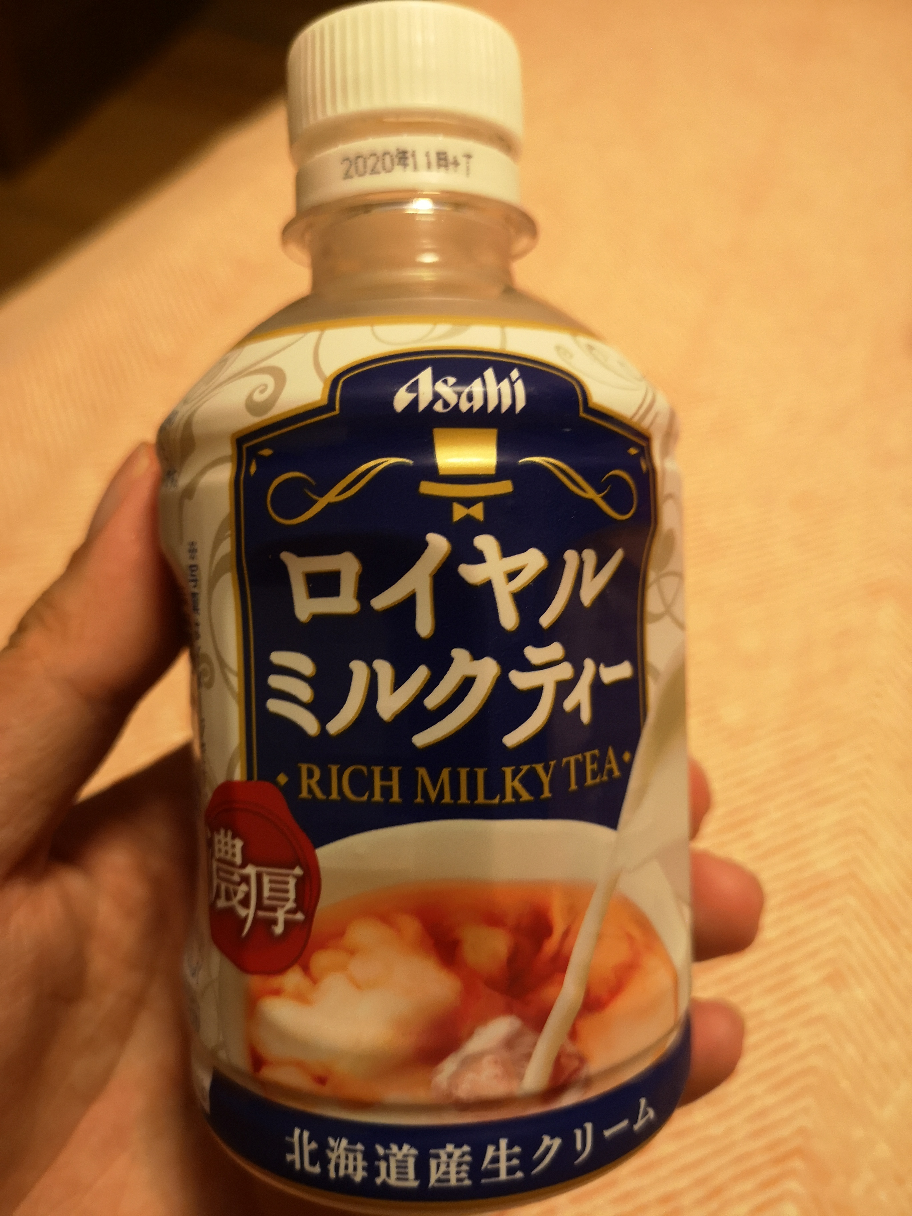 2020年11月+T
Asahi
ロイヤル
ミルクティー
RICH MILKY TEA
濃厚
北海道産生クリーム